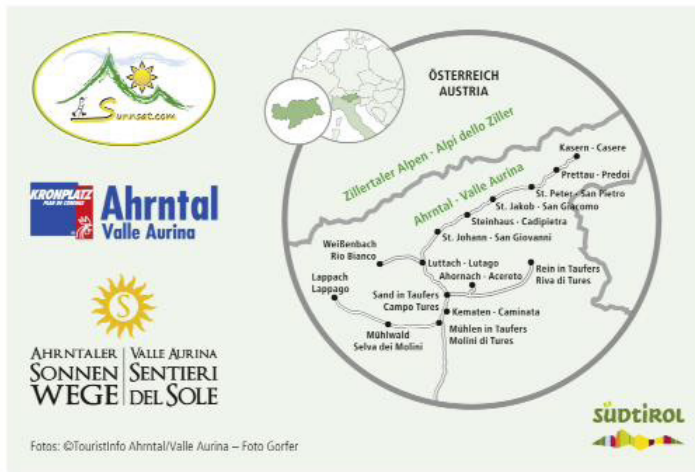 Sunnsat.com
KRONPLATZ
PLAN DE CORONES
Ahrntal
Valle Aurina
S
AHRNTALER
SONNEN
WEGE
VALLE AURINA
SENTIERI
DEL SOLE
Fotos: ©TouristInfo Ahrntal/Valle Aurina – Foto Gorfer
ÖSTERREICH
AUSTRIA
Zillertaler Alpen - Alpi dello Ziller
Ahrntal - Valle Aurina
Kasern - Casere
Prettau - Predoi
St. Peter - San Pietro
St. Jakob - San Giacomo
Steinhaus - Cadipietra
St. Johann - San Giovanni
Weißenbach
Rio Bianco
Luttach - Lutago
Ahornach - Acereto
Rein in Taufers
Riva di Tures
Lappach
Lappago
Sand in Taufers
Campo Tures
Kematen - Caminata
Mühlwald
Selva dei Molini
Mühlen in Taufers
Molini di Tures
SÜDTIROL